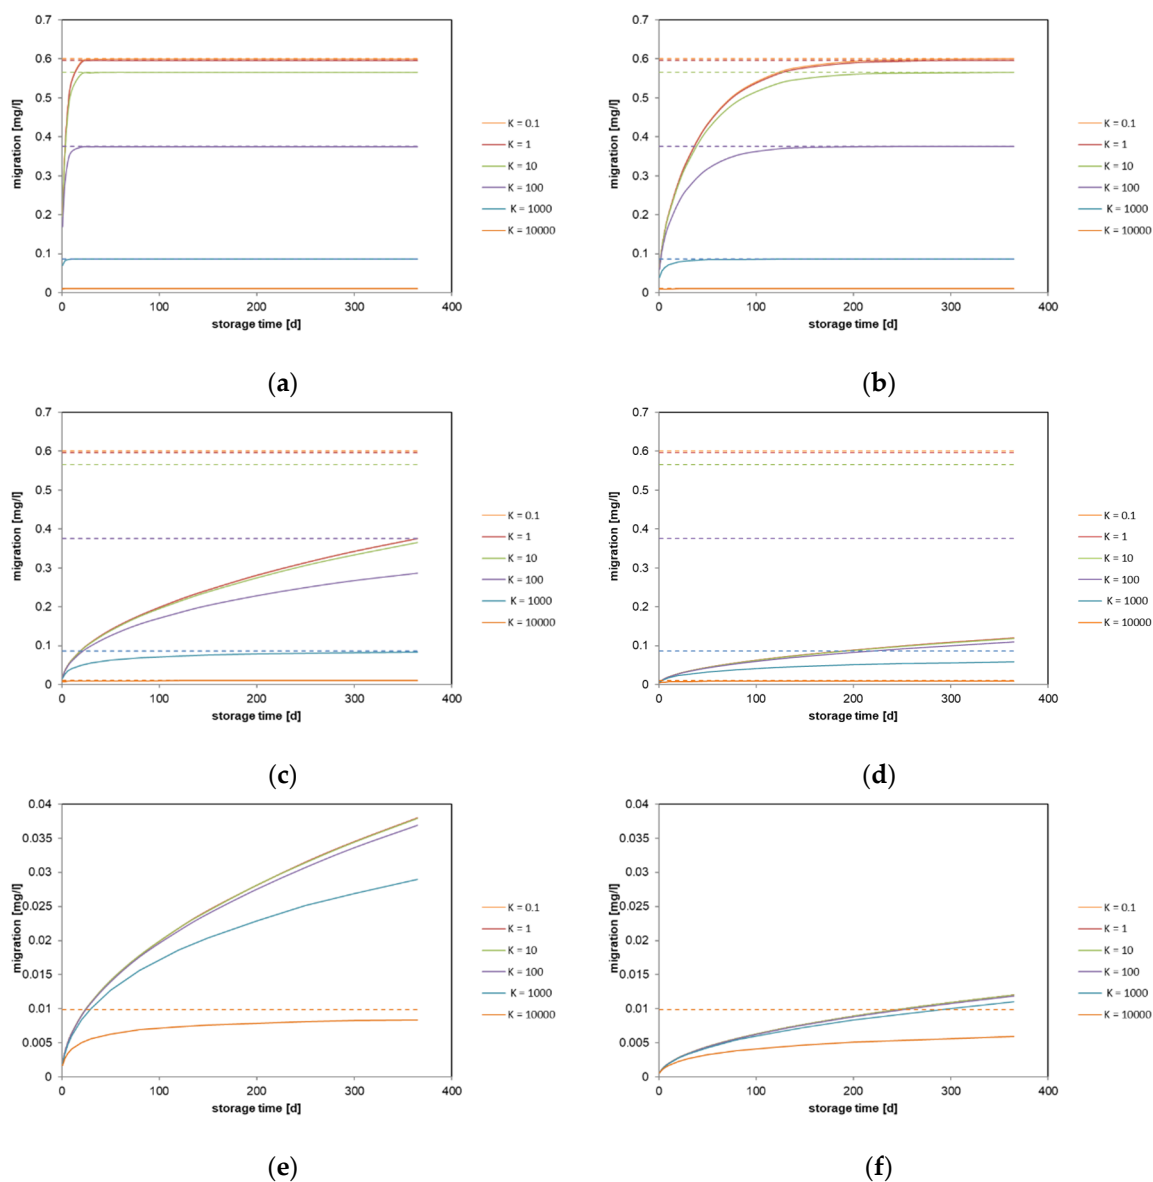 0.7
0.6
0.5
0.4
0.3
0.2
0.1
0
migration [mg/l]
0 100 200 300 400
storage time [d]
K = 0.1
K = 1
K = 10
K = 100
K = 1000
K = 10000
(a)
0.7
0.6
0.5
0.4
0.3
0.2
0.1
0
migration [mg/l]
0 100 200 300 400
storage time [d]
K = 0.1
K = 1
K = 10
K = 100
K = 1000
K = 10000
(b)
0.7
0.6
0.5
0.4
0.3
0.2
0.1
0
migration [mg/l]
0 100 200 300 400
storage time [d]
K = 0.1
K = 1
K = 10
K = 100
K = 1000
K = 10000
(c)
0.7
0.6
0.5
0.4
0.3
0.2
0.1
0
migration [mg/l]
0 100 200 300 400
storage time [d]
K = 0.1
K = 1
K = 10
K = 100
K = 1000
K = 10000
(d)
0.04
0.035
0.03
0.025
0.02
0.015
0.01
0.005
0
migration [mg/l]
0 100 200 300 400
storage time [d]
K = 0.1
K = 1
K = 10
K = 100
K = 1000
K = 10000
(e)
0.04
0.035
0.03
0.025
0.02
0.015
0.01
0.005
0
migration [mg/l]
0 100 200 300 400
storage time [d]
K = 0.1
K = 1
K = 10
K = 100
K = 1000
K = 10000
(f)